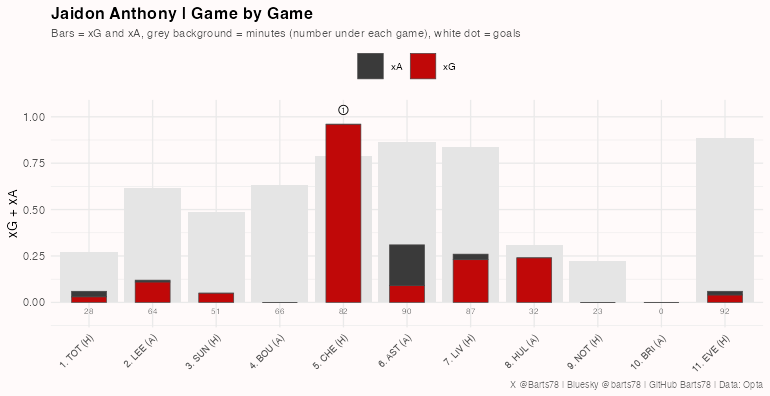 Jaidon Anthony | Game by Game
Bars = xG and xA, grey background = minutes (number under each game), white dot = goals
xA xG
xG + xA
1.00
0.75
0.50
0.25
0.00
1
28 64 51 66 82 90 87 32 23 0 92
1. TOT (H)
2. LEE (A)
3. SUN (H)
4. BOU (A)
5. CHE (H)
6. AST (A)
7. LIV (H)
8. HUL (A)
9. NOT (H)
10. BRI (A)
11. EVE (H)
X @Barts78 | Bluesky @barts78 | GitHub Barts78 | Data: Opta